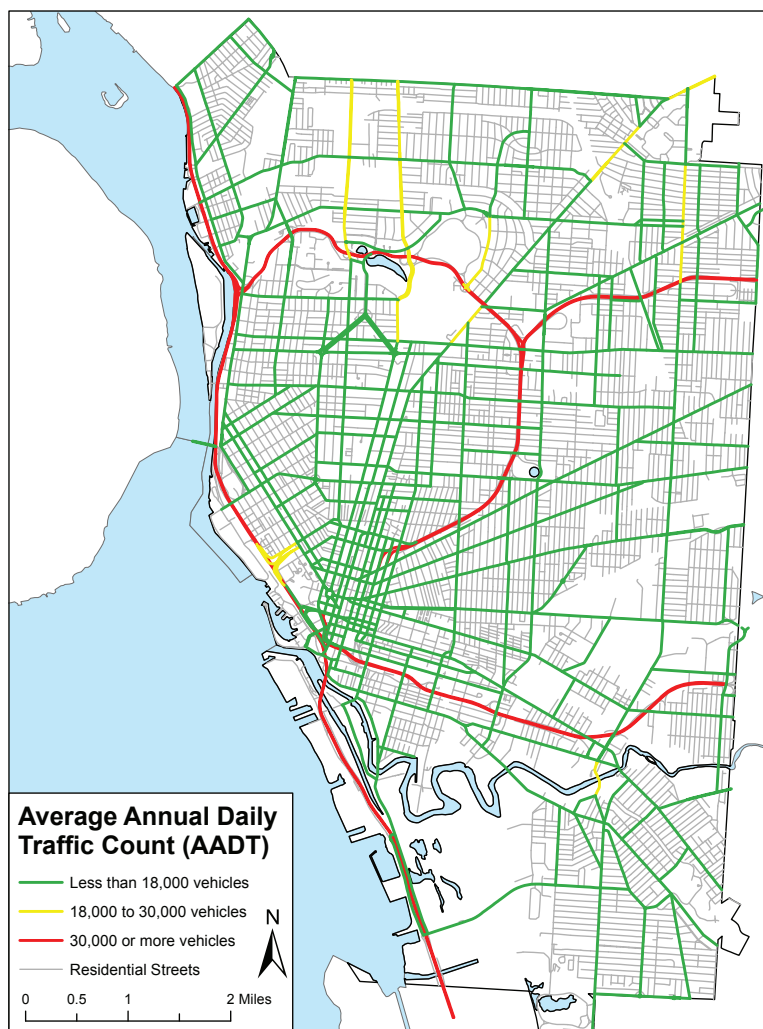 Average Annual Daily
Traffic Count (AADT)
Less than 18,000 vehicles
18,000 to 30,000 vehicles
30,000 or more vehicles
Residential Streets
N
0 0.5 1 2 Miles